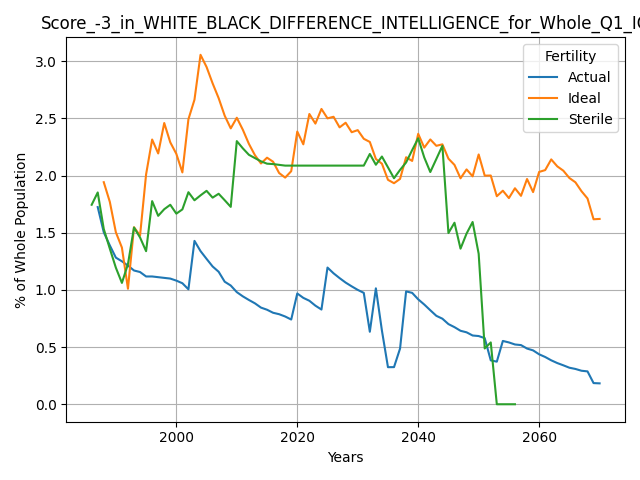 Score_-3_in_WHITE_BLACK_DIFFERENCE_INTELLIGENCE_for_Whole_Q1_IC
3.0
2.5
2.0
1.5
1.0
0.5
0.0
% of Whole Population
Fertility
Actual
Ideal
Sterile
2000
2020
2040
2060
Years